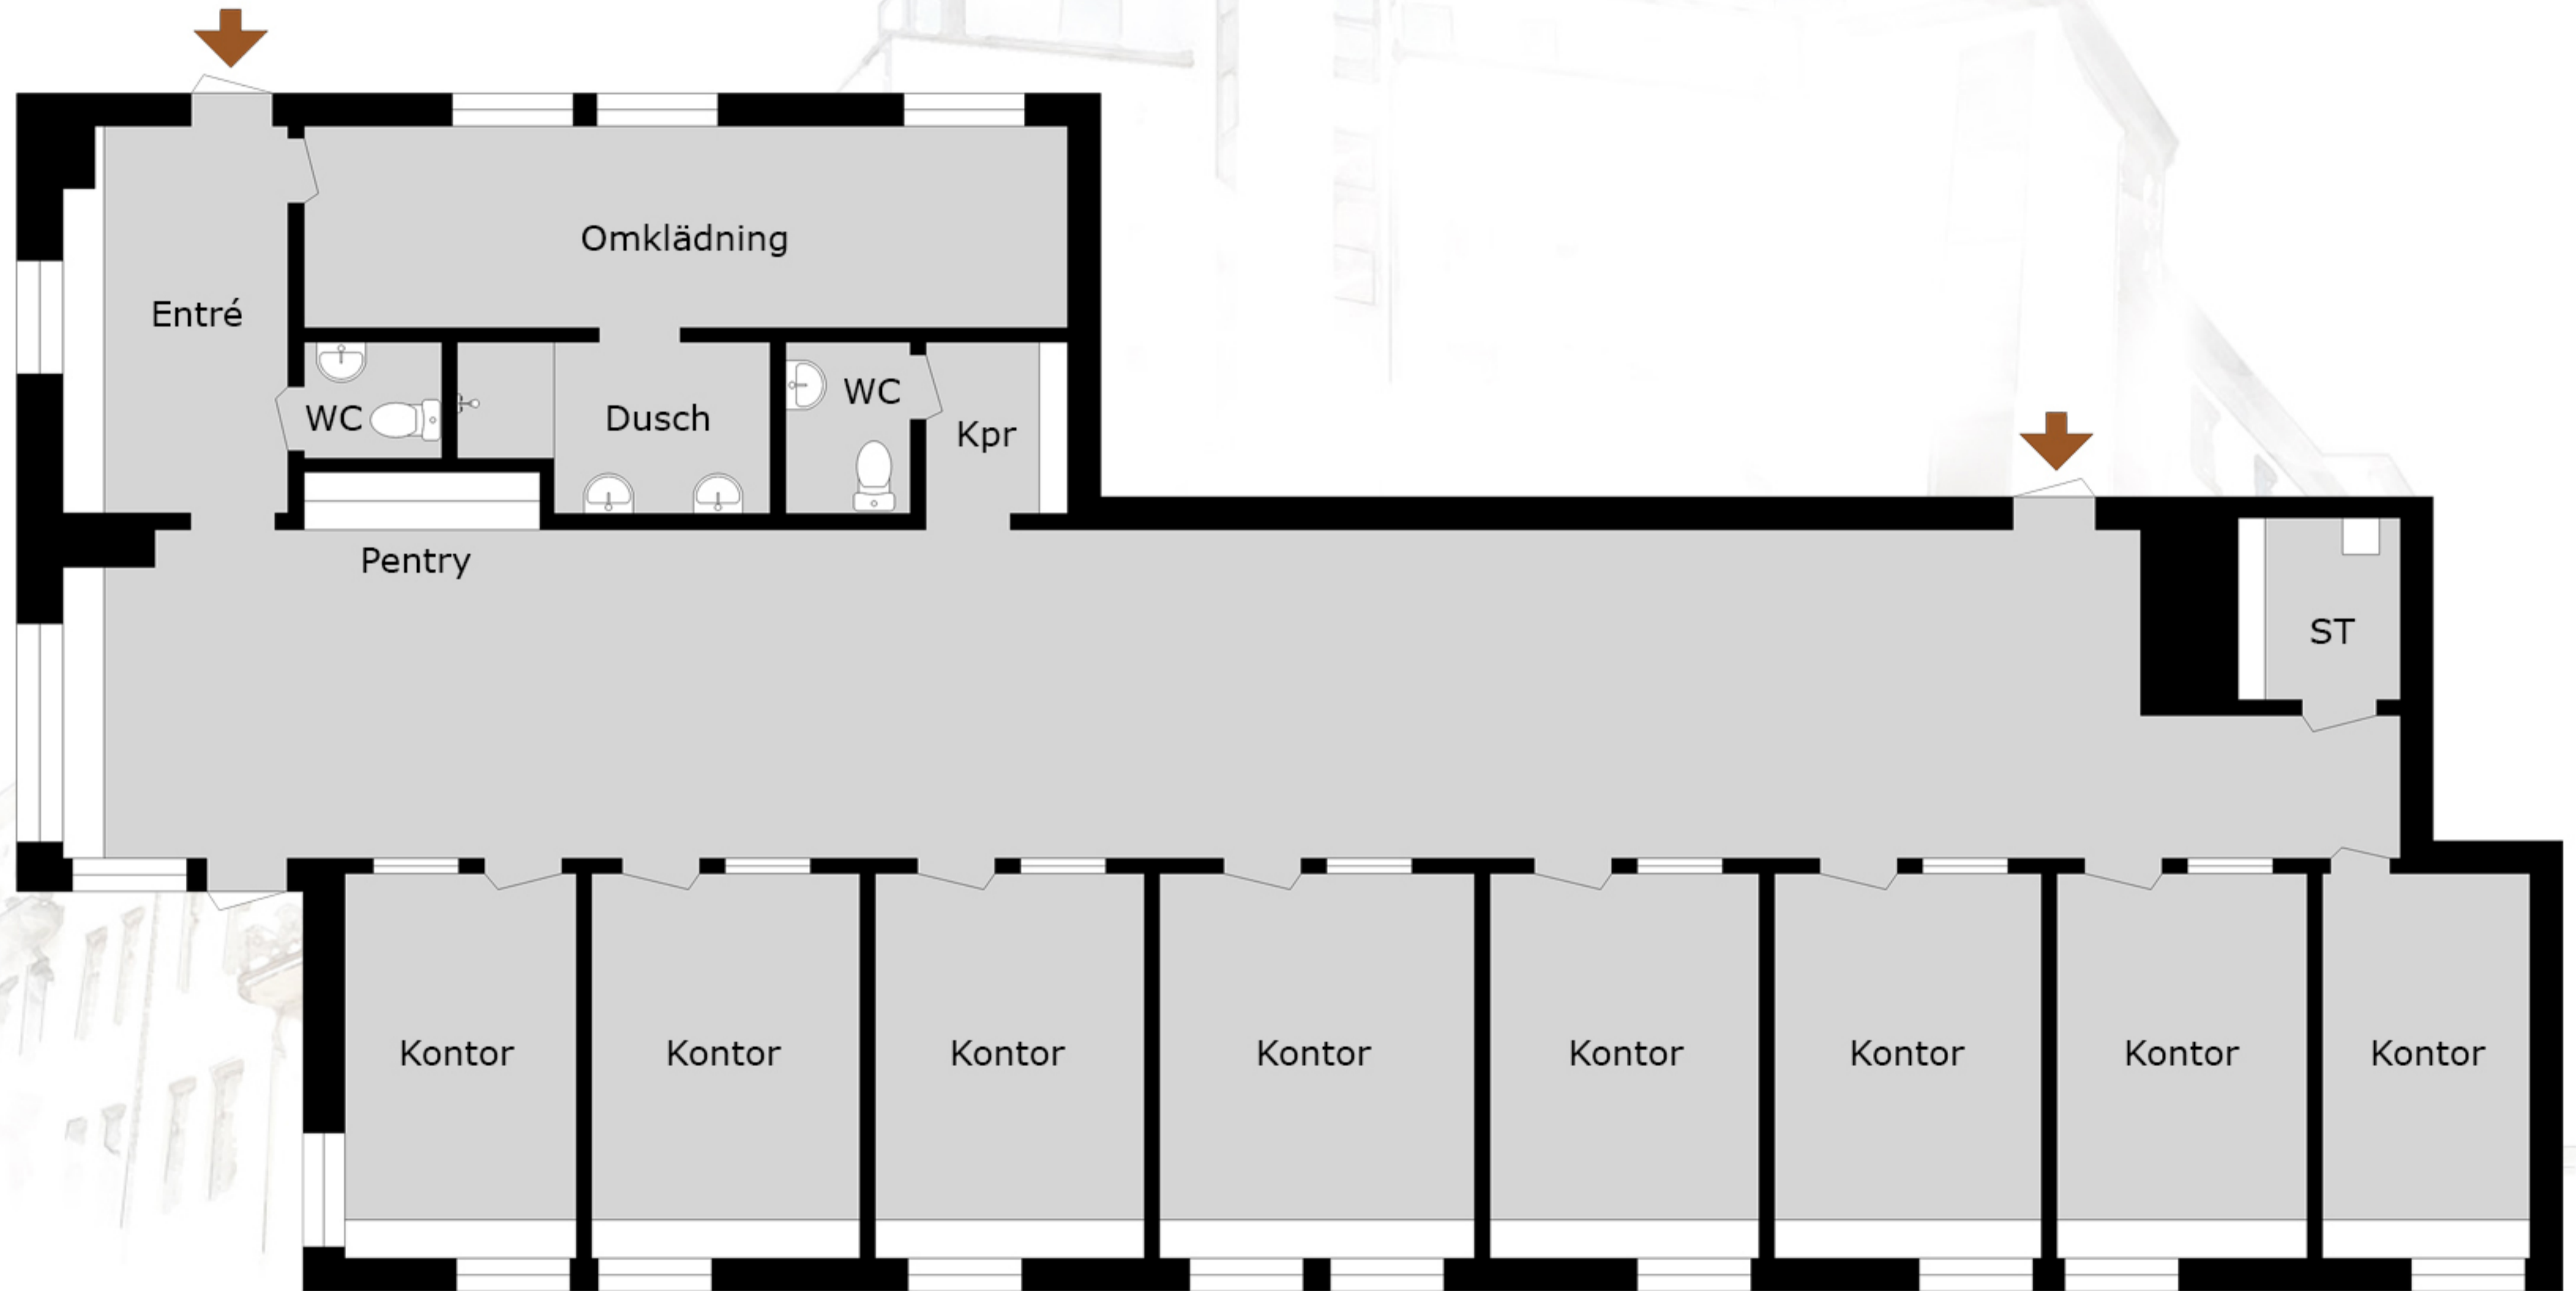 Omklädning
Entré
WC
Dusch
WC
Kpr
Pentry
ST
Kontor
Kontor
Kontor
Kontor
Kontor
Kontor
Kontor
Kontor